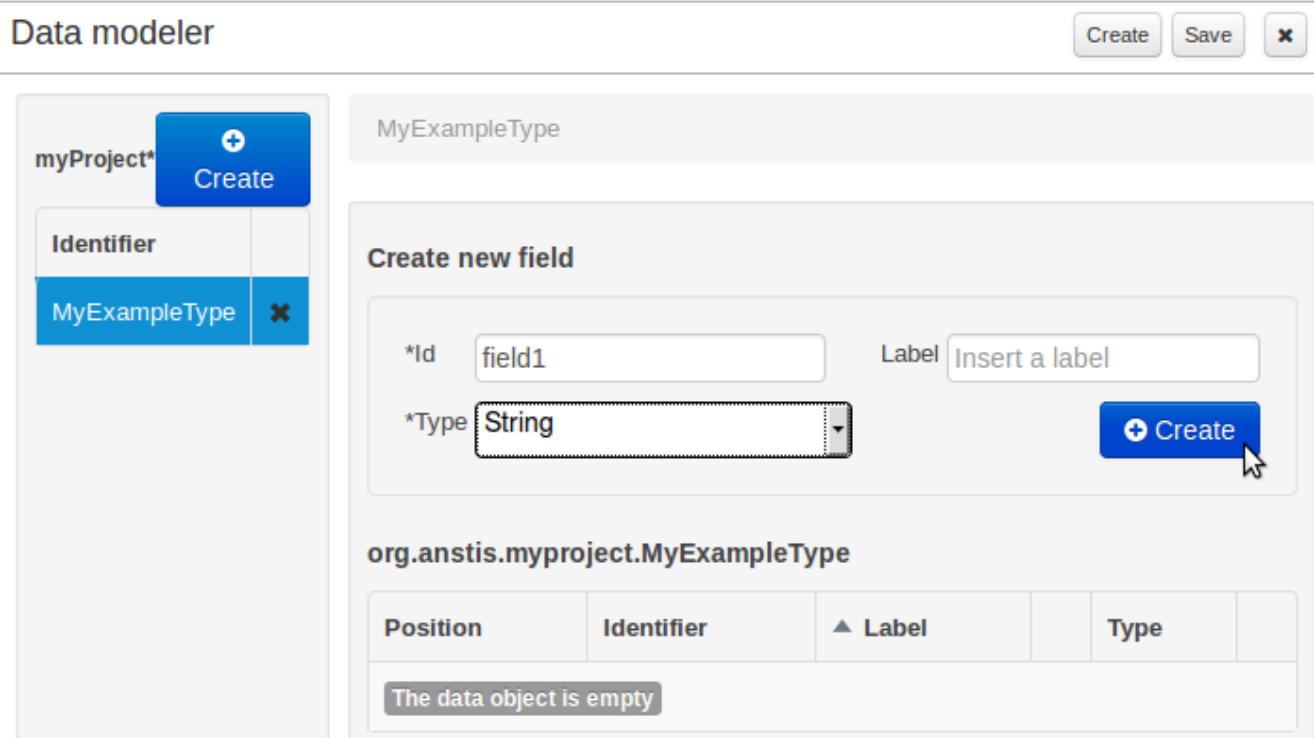 Data modeler
Create
Save
myProject*
Create
Identifier
MyExampleType
MyExampleType
Create new field
*Id
field1
Label
Insert a label
*Type
String
Create
org.anstis.myproject.MyExampleType
Position
Identifier
Label
Type
The data object is empty